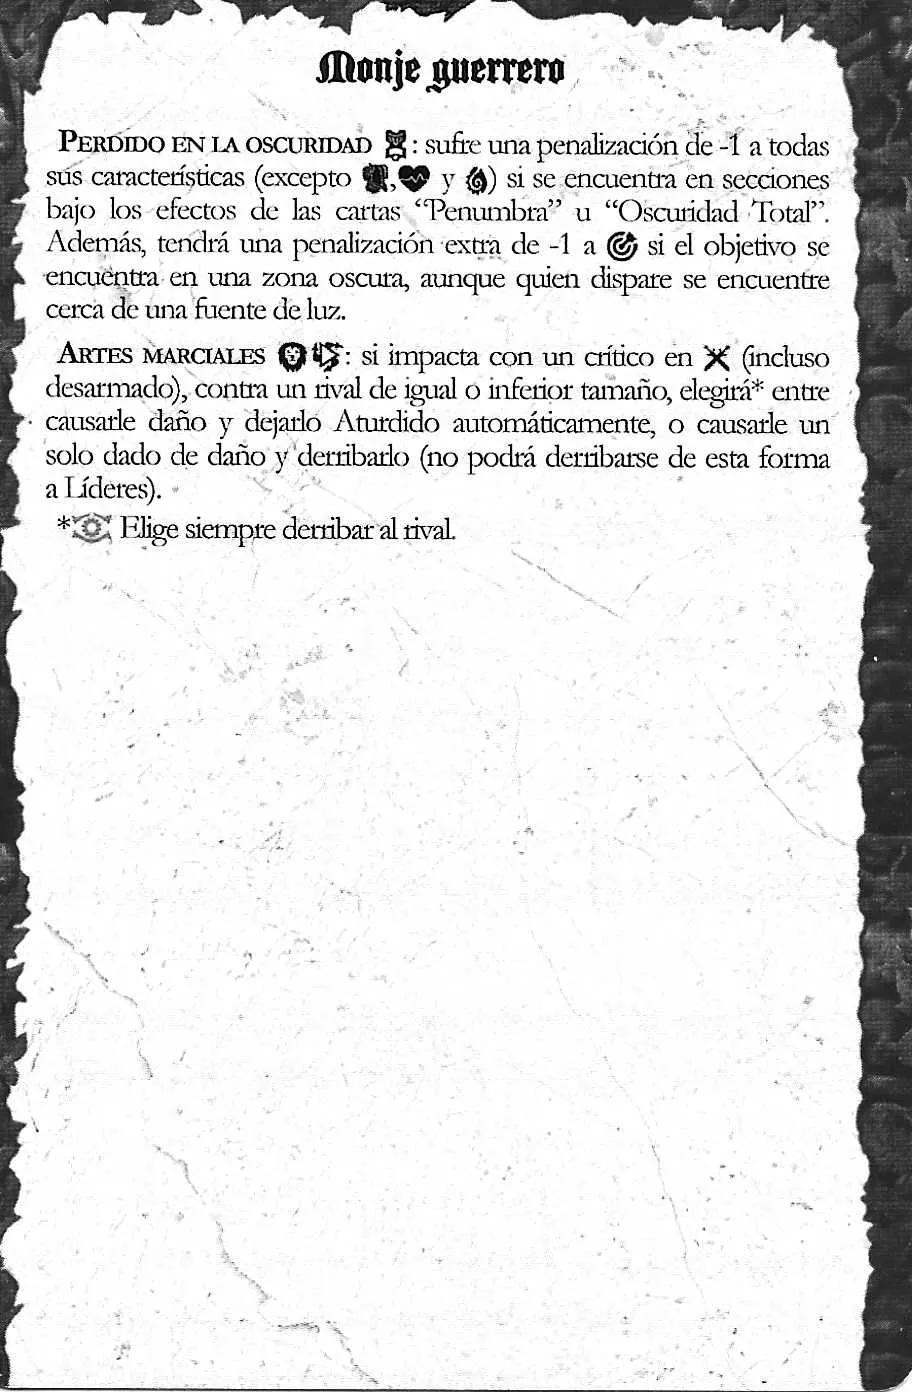 Monje guerrero
PERDIDO EN LA OSCURIDAD : sufre una penalización de -1 a todas
sus características (excepto , y ) si se encuentra en secciones
bajo los efectos de las cartas “Penumbra” u “Oscuridad Total”.
Además, tendrá una penalización extra de -1 a si el objetivo se
encuentra en una zona oscura, aunque quien dispare se encuentre
cerca de una fuente de luz.
ARTES MARCIALES : si impacta con un crítico en (incluso
desarmado), contra un rival de igual o inferior tamaño, elegirá* entre
causarle daño y dejarlo Aturdido automáticamente, o causarle un
solo dado de daño y derribarlo (no podrá derribarse de esta forma
a Líderes).
* Elige siempre derribar al rival.